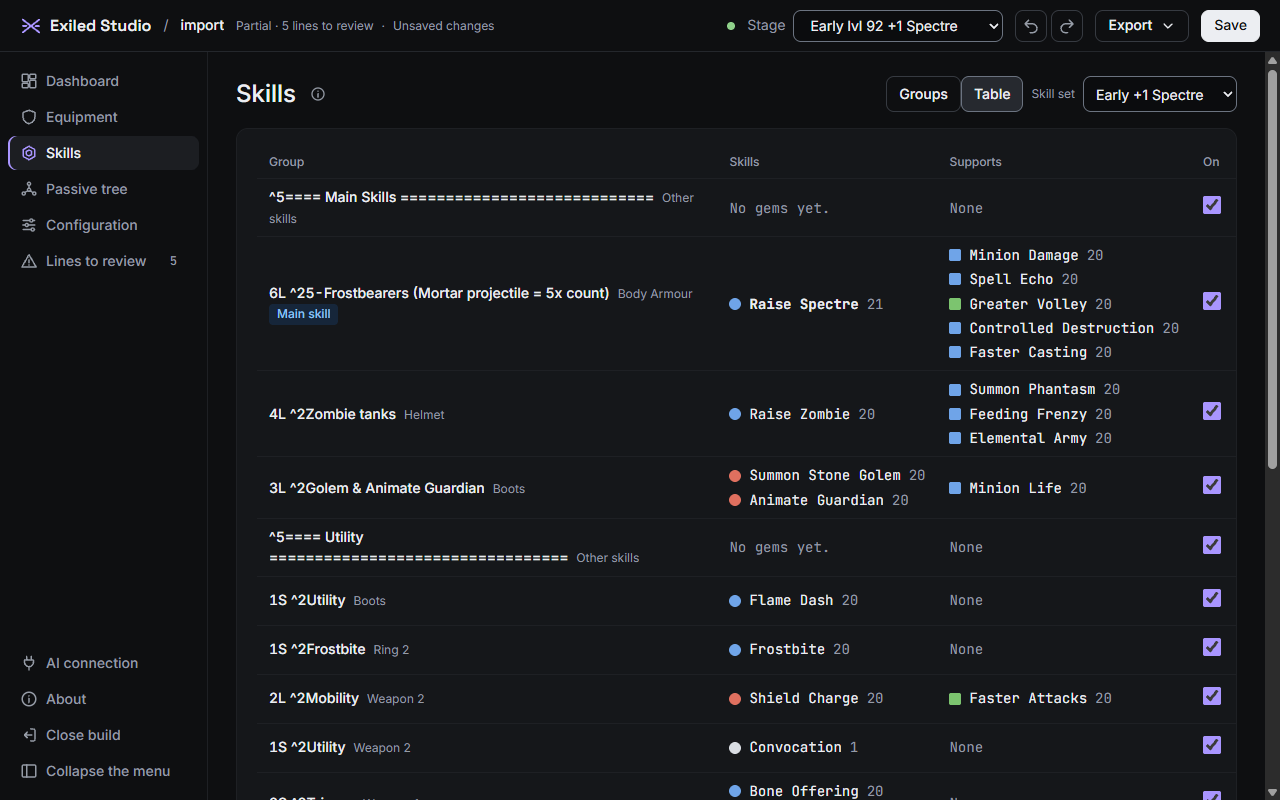 Exiled Studio / import Partial · 5 lines to review · Unsaved changes Stage Early lvl 92 +1 Spectre Export Save
Dashboard
Equipment
Skills
Passive tree
Configuration
Lines to review 5
AI connection
About
Close build
Collapse the menu
Skills Groups Table Skill set Early +1 Spectre
Group Skills Supports On
^5==== Main Skills ============================ Other
skills
No gems yet. None
6L ^25-Frostbearers (Mortar projectile = 5x count) Body Armour
Main skill
Raise Spectre 21
Minion Damage 20
Spell Echo 20
Greater Volley 20
Controlled Destruction 20
Faster Casting 20
4L ^2Zombie tanks Helmet
Raise Zombie 20
Summon Phantasm 20
Feeding Frenzy 20
Elemental Army 20
3L ^2Golem & Animate Guardian Boots
Summon Stone Golem 20
Animate Guardian 20
Minion Life 20
^5==== Utility
================================= Other skills
No gems yet. None
1S ^2Utility Boots Flame Dash 20 None
1S ^2Frostbite Ring 2 Frostbite 20 None
2L ^2Mobility Weapon 2 Shield Charge 20 Faster Attacks 20
1S ^2Utility Weapon 2 Convocation 1 None
Bone Offering 20